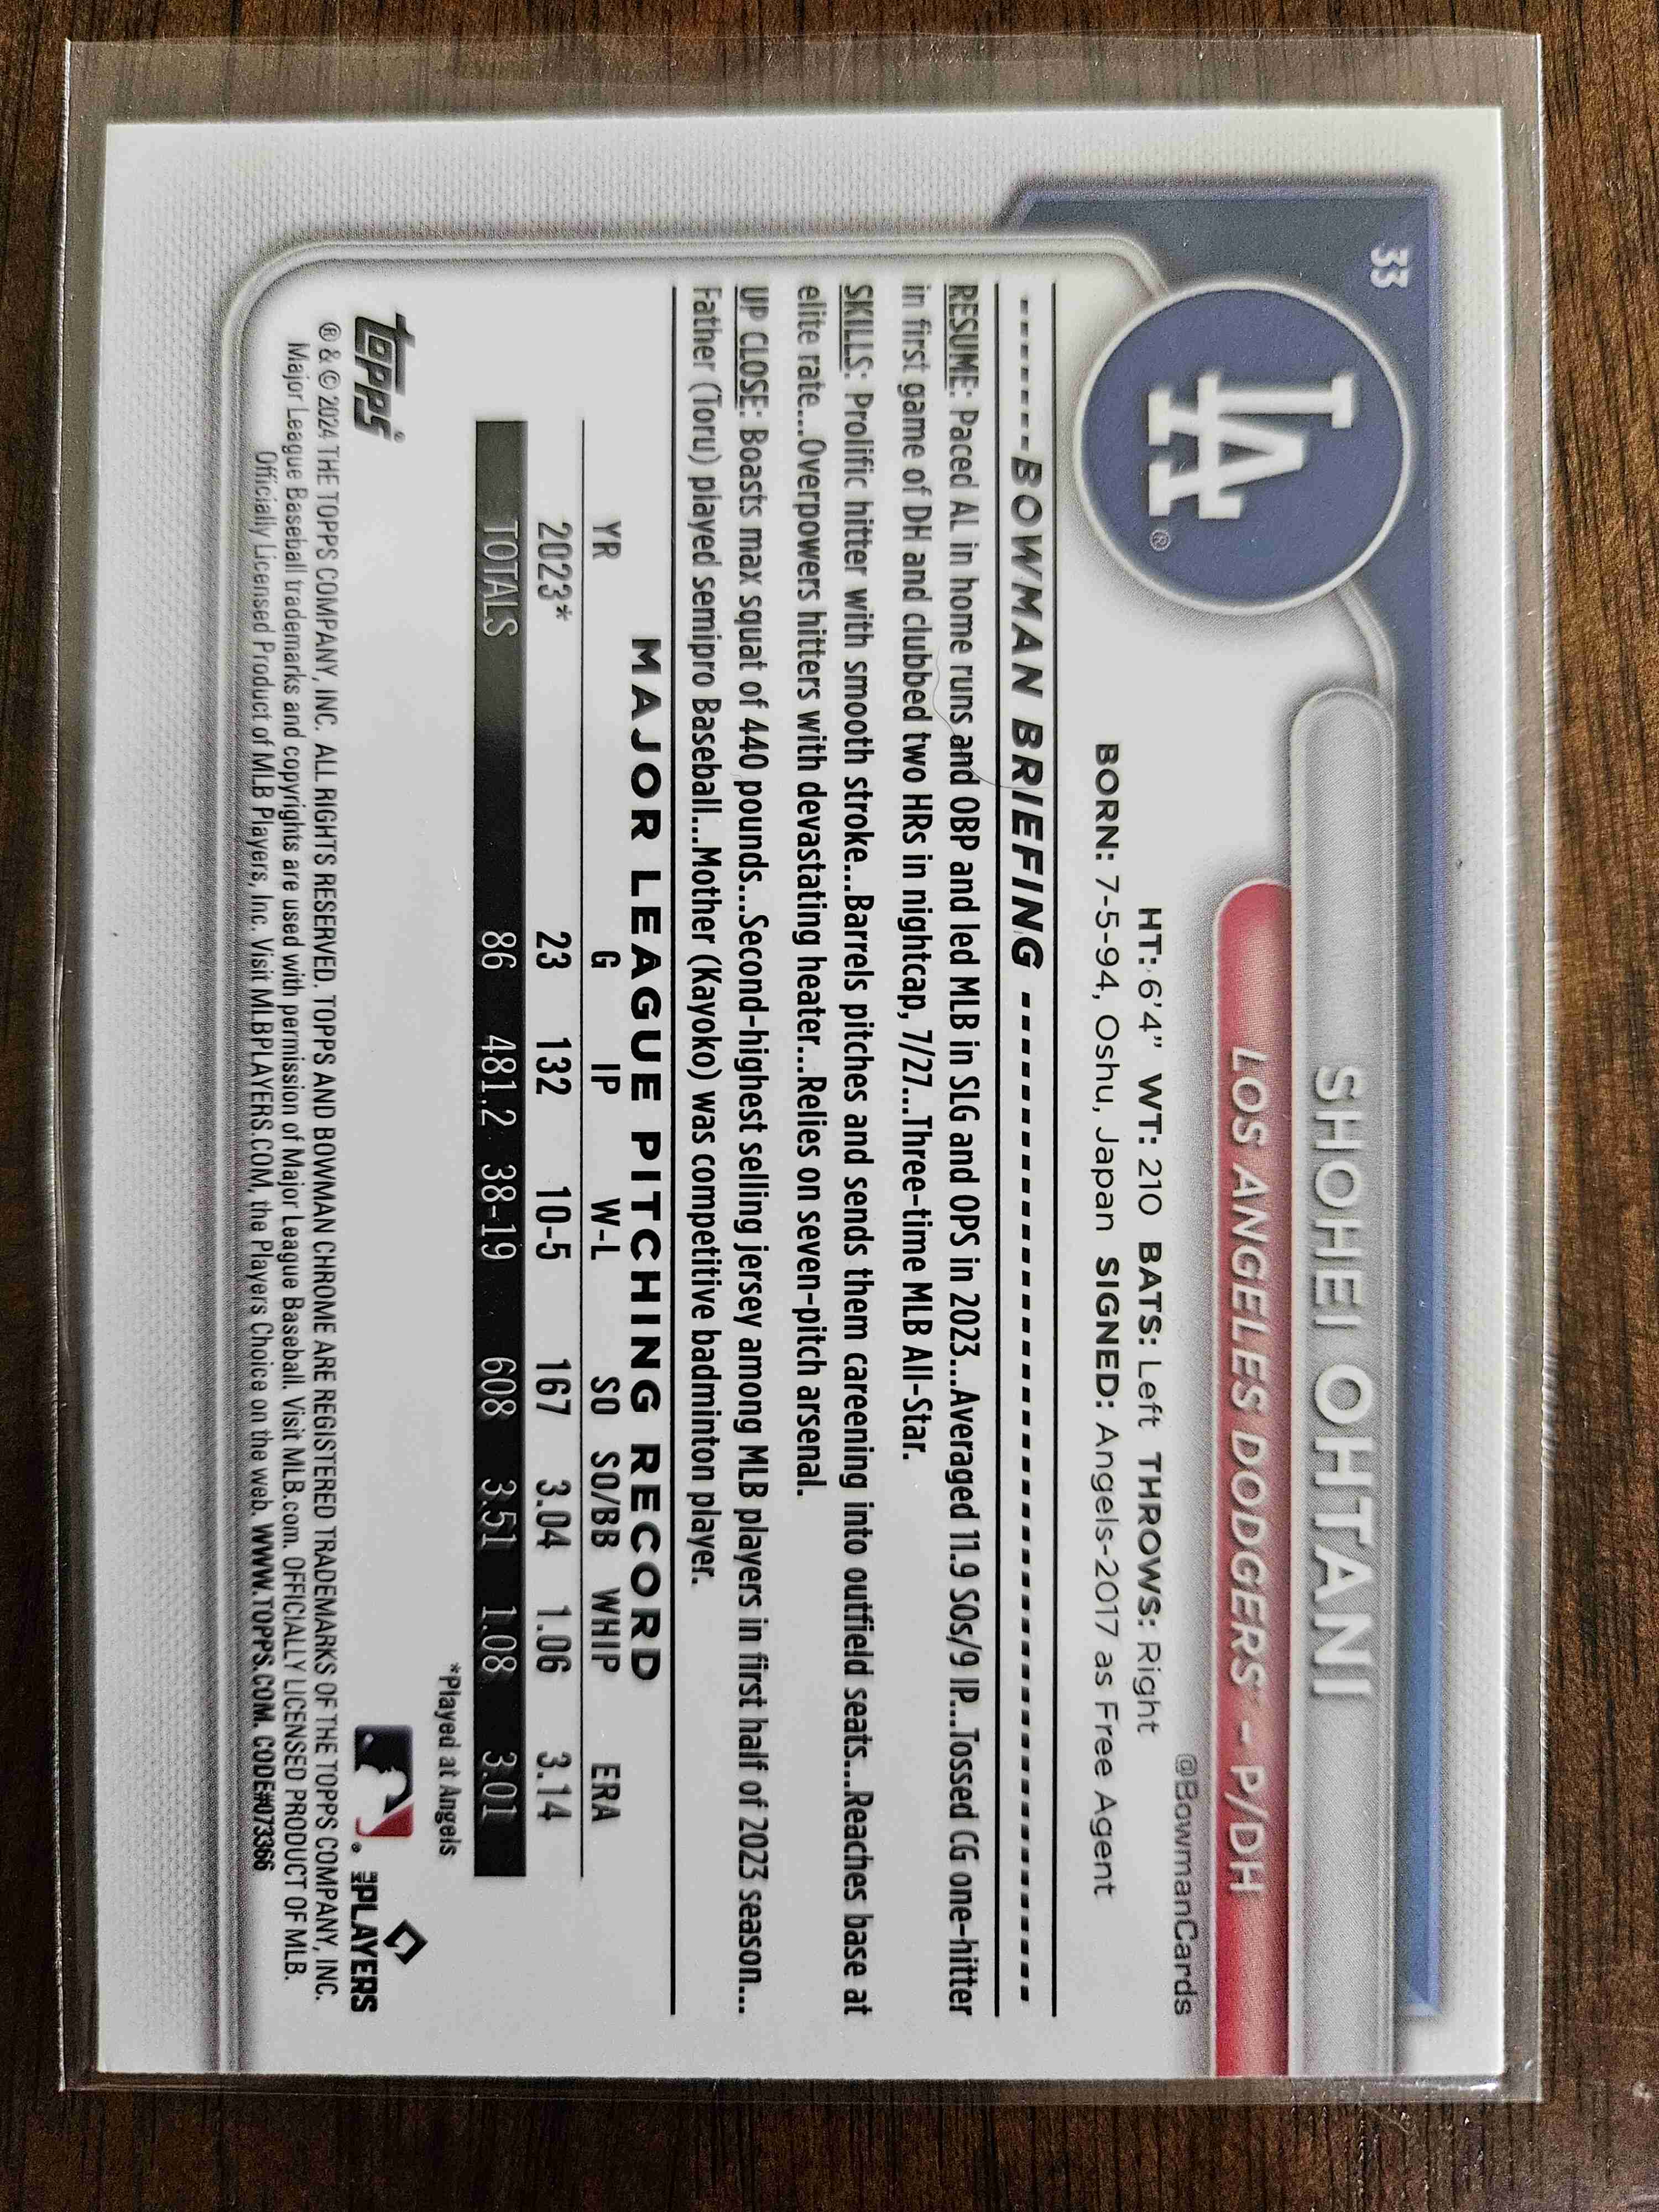 33
SHOHEI OHTANI
LOS ANGELES DODGERS® – P/DH
LA®
@BowmanCards
HT: 6'4" WT: 210 BATS: Left THROWS: Right
BORN: 7-5-94, Oshu, Japan SIGNED: Angels-2017 as Free Agent
BOWMAN BRIEFING
RESUME: Paced AL in home runs and OBP and led MLB in SLG and OPS in 2023...Averaged 11.9 SOs/9 IP...Tossed CG one-hitter
in first game of DH and clubbed two HRs in nightcap, 7/27...Three-time MLB All-Star.
SKILLS: Prolific hitter with smooth stroke...Barrels pitches and sends them careening into outfield seats...Reaches base at
elite rate...Overpowers hitters with devastating heater...Relies on seven-pitch arsenal.
UP CLOSE: Boasts max squat of 440 pounds...Second-highest selling jersey among MLB players in first half of 2023 season...
Father (Toru) played semipro Baseball...Mother (Kayoko) was competitive badminton player.
MAJOR LEAGUE PITCHING RECORD
YR G IP W-L SO SO/BB WHIP ERA
2023* 23 132 10-5 167 3.04 1.06 3.14
TOTALS 86 481.2 38-19 608 3.51 1.08 3.01
*Played at Angels
topps®
MLB PLAYERS
® & © 2024 THE TOPPS COMPANY, INC. ALL RIGHTS RESERVED. TOPPS AND BOWMAN CHROME ARE REGISTERED TRADEMARKS OF THE TOPPS COMPANY, INC.
Major League Baseball trademarks and copyrights are used with permission of Major League Baseball. Visit MLB.com. OFFICIALLY LICENSED PRODUCT OF MLB.
Officially Licensed Product of MLB Players, Inc. Visit MLBPLAYERS.COM, the Players Choice on the web. WWW.TOPPS.COM. CODE#073366